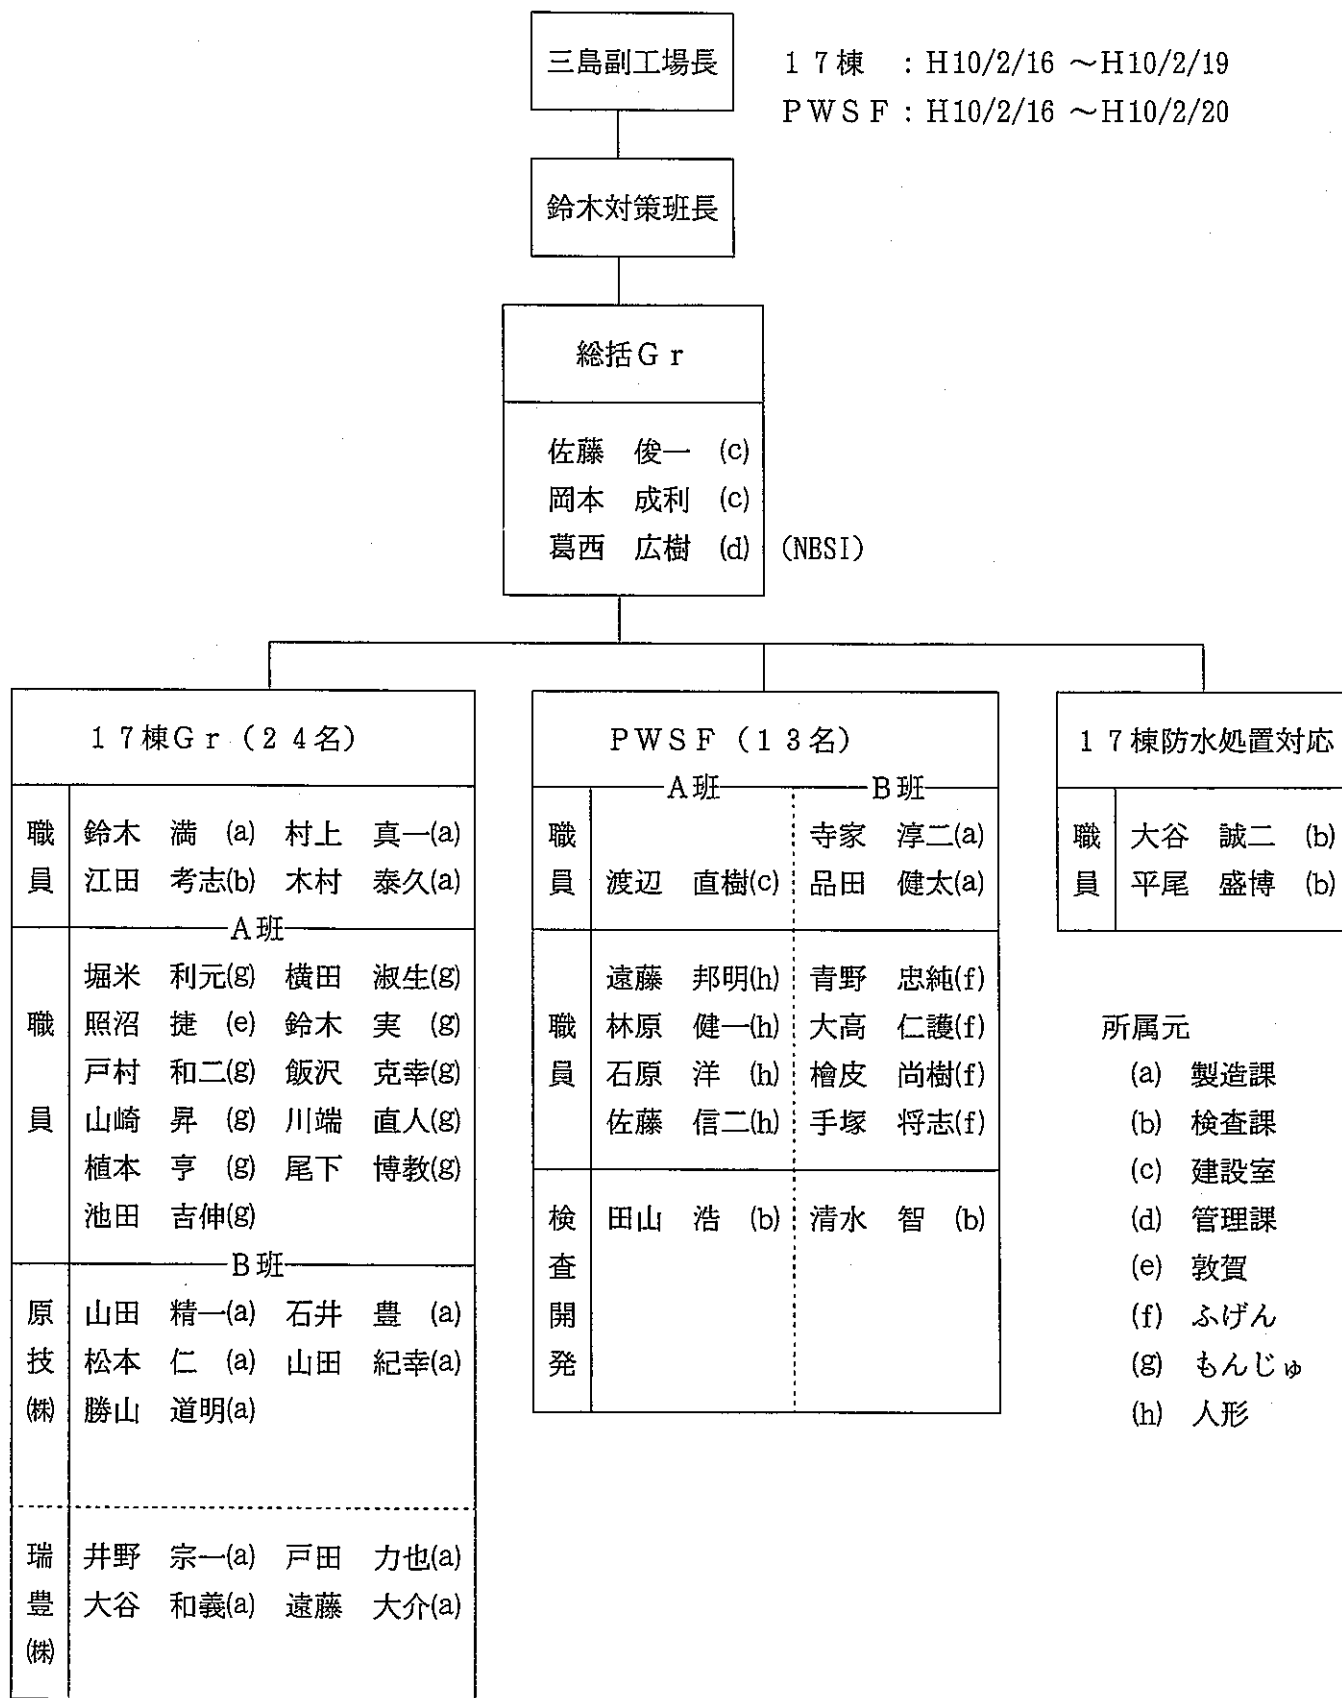 三島副工場長
17棟 : H10/2/16 ～H10/2/19
PWSF : H10/2/16 ～H10/2/20
鈴木対策班長
総括Gr
佐藤 俊一 (c)
岡本 成利 (c)
葛西 広樹 (d) (NBSI)
17棟Gr（24名）
職員
鈴木 満 (a) 村上 真一(a)
江田 考志(b) 木村 泰久(a)
A班
職員
堀米 利元(g) 横田 淑生(g)
照沼 捷 (e) 鈴木 実 (g)
戸村 和二(g) 飯沢 克幸(g)
山崎 昇 (g) 川端 直人(g)
植本 亨 (g) 尾下 博教(g)
池田 吉伸(g)
B班
原技㈱
山田 精一(a) 石井 豊 (a)
松本 仁 (a) 山田 紀幸(a)
勝山 道明(a)
瑞豊㈱
井野 宗一(a) 戸田 力也(a)
大谷 和義(a) 遠藤 大介(a)
PWSF（13名）
A班 B班
職員
寺家 淳二(a)
渡辺 直樹(c) 品田 健太(a)
職員
遠藤 邦明(h) 青野 忠純(f)
林原 健一(h) 大高 仁護(f)
石原 洋 (h) 檜皮 尚樹(f)
佐藤 信二(h) 手塚 将志(f)
検査開発
田山 浩 (b) 清水 智 (b)
17棟防水処置対応
職員
大谷 誠二 (b)
平尾 盛博 (b)
所属元
(a) 製造課
(b) 検査課
(c) 建設室
(d) 管理課
(e) 敦賀
(f) ふげん
(g) もんじゅ
(h) 人形